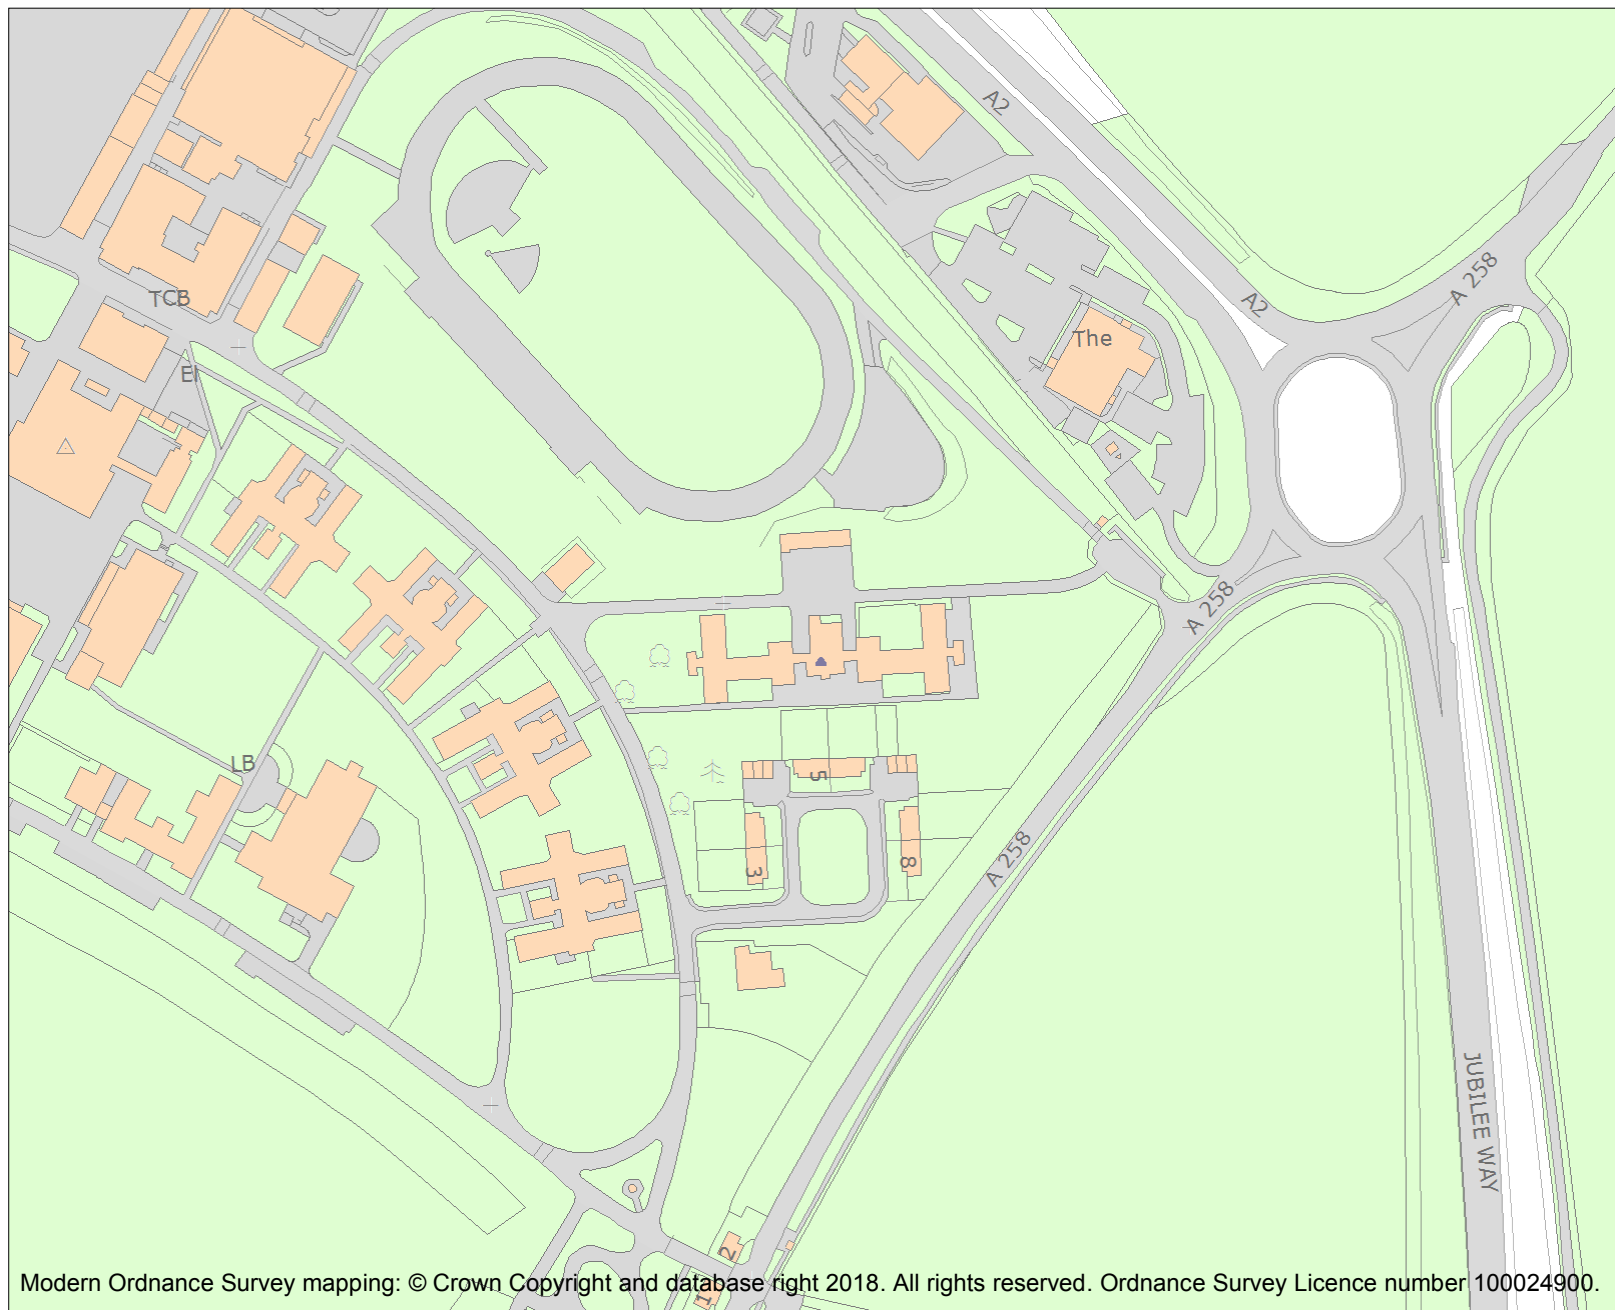 A2
A 258
A2
TCB
The
El
A 258
LB
5
3
8
A 258
JUBILEE WAY
2
1
Modern Ordnance Survey mapping: © Crown Copyright and database right 2018. All rights reserved. Ordnance Survey Licence number 100024900.